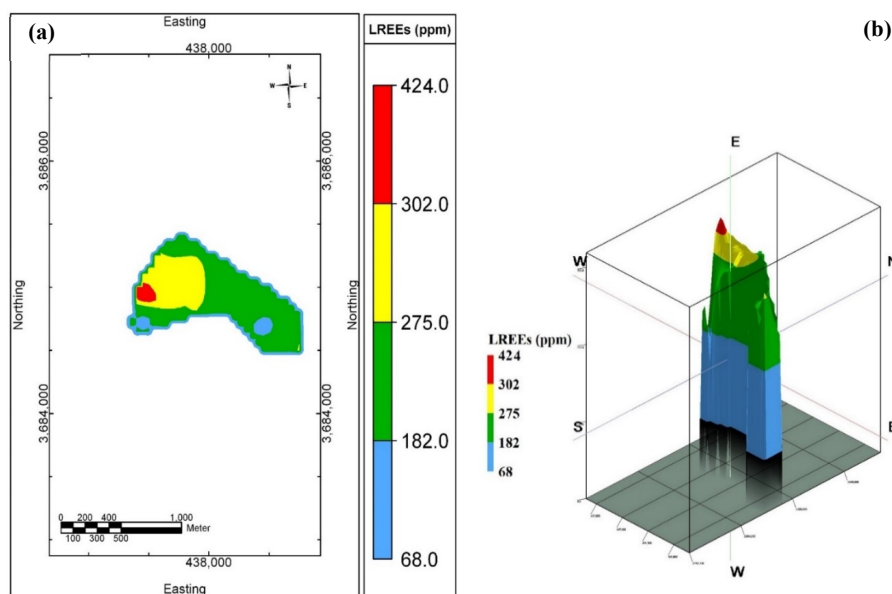 (a)
Easting
438,000
LREEs (ppm)
N
W E
S
3,686,000
3,686,000
424.0
302.0
275.0
182.0
68.0
Northing
Northing
3,684,000
3,684,000
0 200 400 1,000
Meter
100 300 500
438,000
Easting
(b)
E
W
N
S
E
W
LREEs (ppm)
424
302
275
182
68